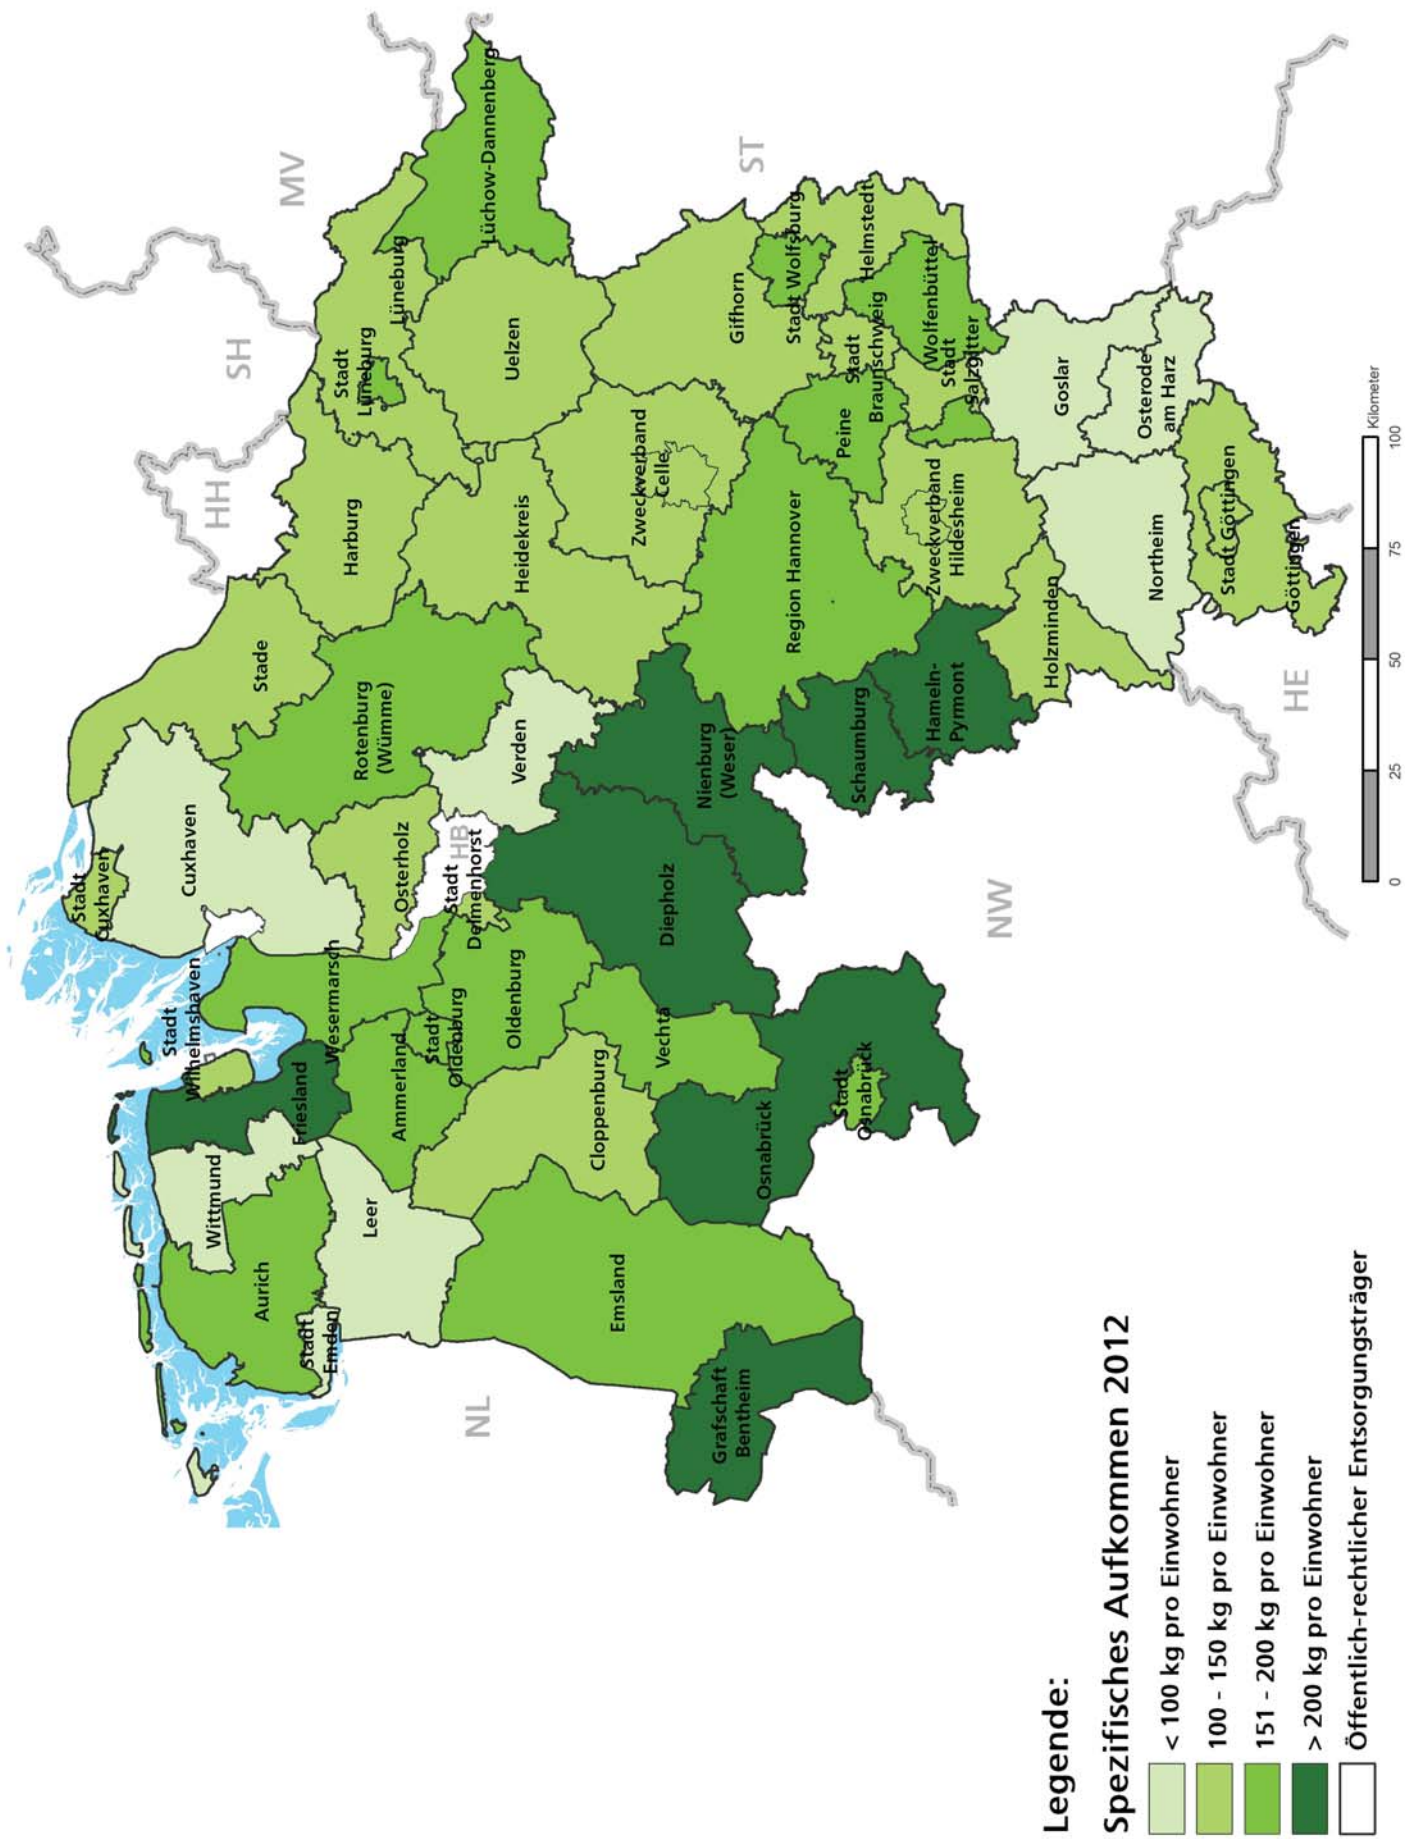 MV
SH
HH
ST
HB
NL
NW
HE
Stadt
Cuxhaven
Cuxhaven
Stade
Stadt
Wilhelmshaven
Wittmund
Friesland
Aurich
Stadt
Emden
Leer
Wesermarsch
Ammerland
Stadt
Oldenburg
Oldenburg
Osterholz
Stadt
Delmenhorst
Rotenburg
(Wümme)
Verden
Harburg
Stadt
Lüneburg
Lüneburg
Lüchow-Dannenberg
Uelzen
Heidekreis
Zweckverband
Celle
Gifhorn
Stadt Wolfsburg
Helmstedt
Stadt
Braunschweig
Wolfenbüttel
Stadt
Salzgitter
Peine
Region Hannover
Zweckverband
Hildesheim
Nienburg
(Weser)
Schaumburg
Hameln-
Pyrmont
Holzminden
Diepholz
Vechta
Cloppenburg
Emsland
Osnabrück
Stadt
Osnabrück
Grafschaft
Bentheim
Goslar
Osterode
am Harz
Northeim
Stadt Göttingen
Göttingen
Legende:
Spezifisches Aufkommen 2012
< 100 kg pro Einwohner
100 - 150 kg pro Einwohner
151 - 200 kg pro Einwohner
> 200 kg pro Einwohner
Öffentlich-rechtlicher Entsorgungsträger
0 25 50 75 100
Kilometer